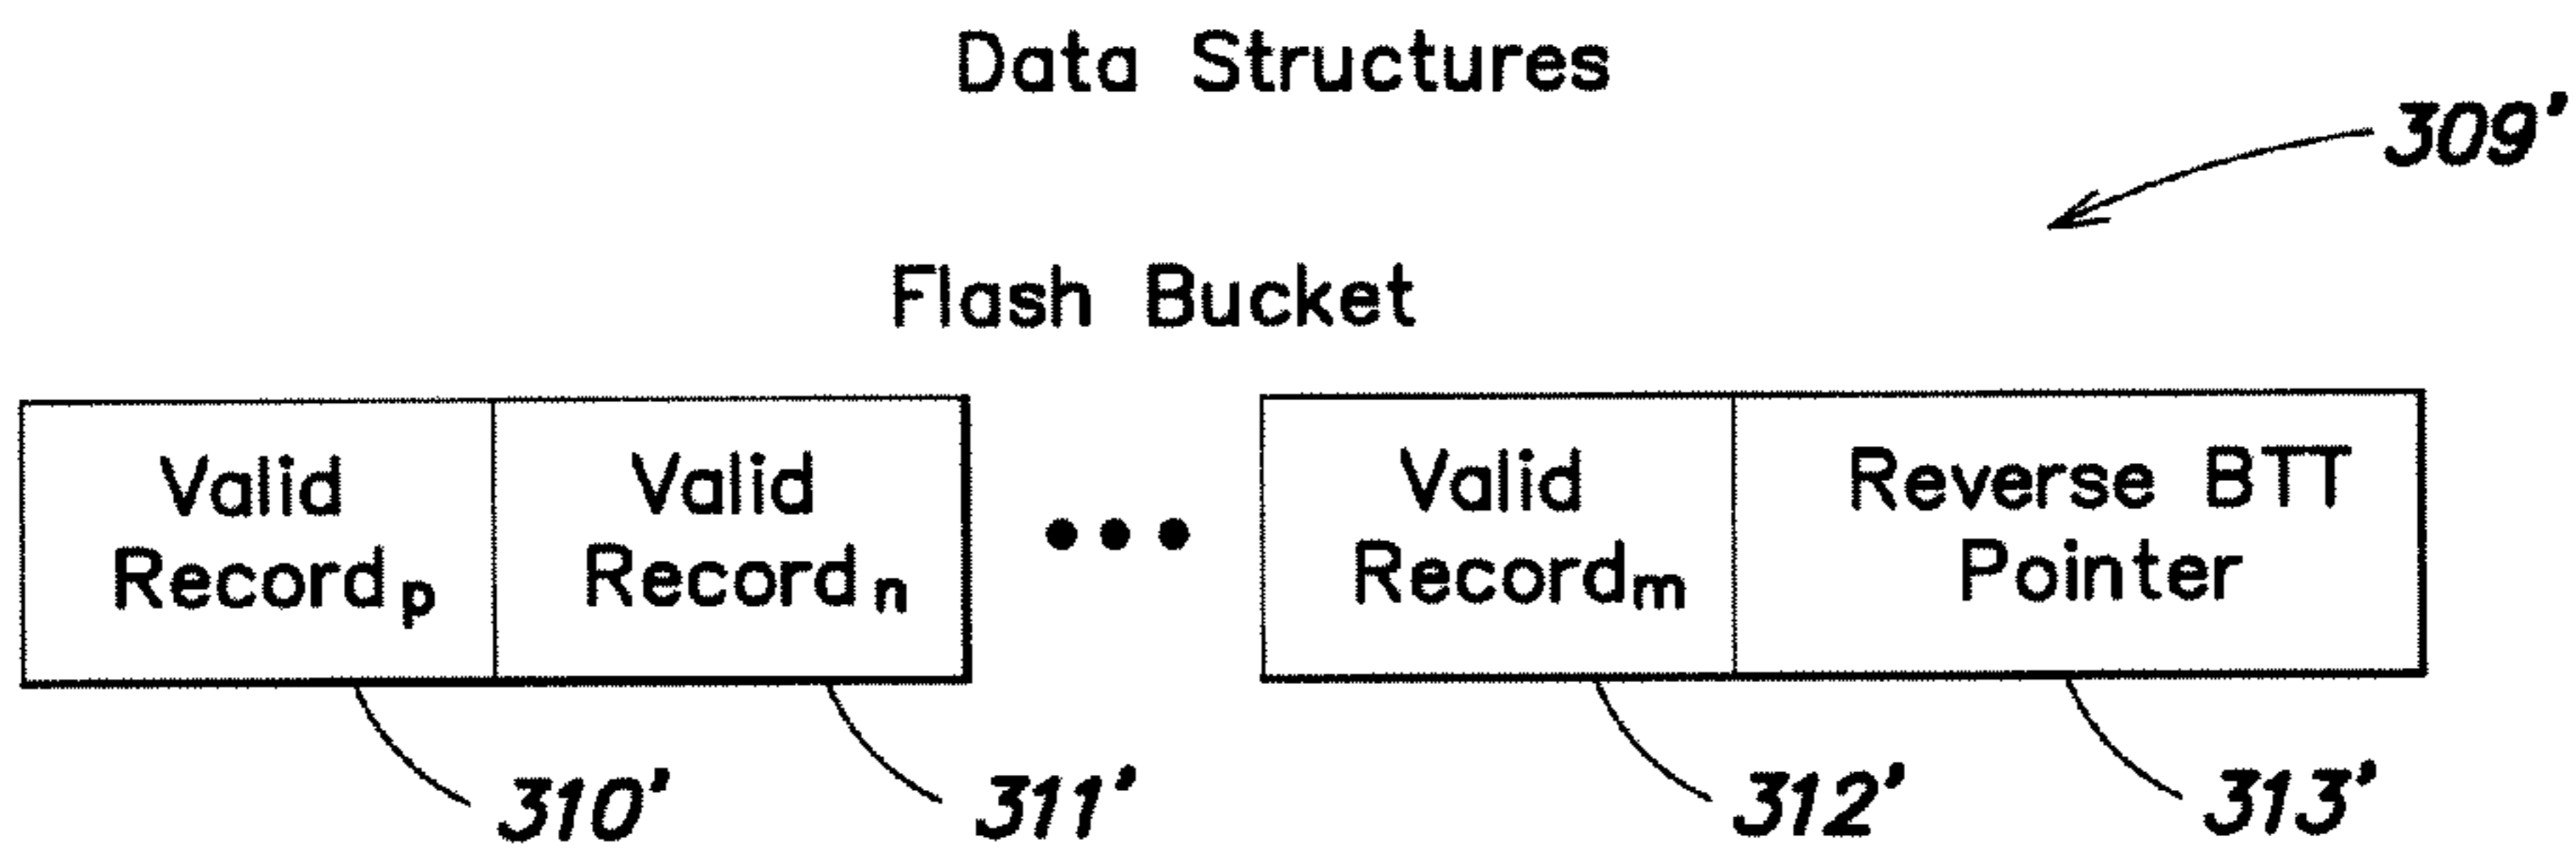 Data Structures
309'
Flash Bucket
Valid
Record p
Valid
Record n
Valid
Record m
Reverse BTT
Pointer
310'
311'
312'
313'